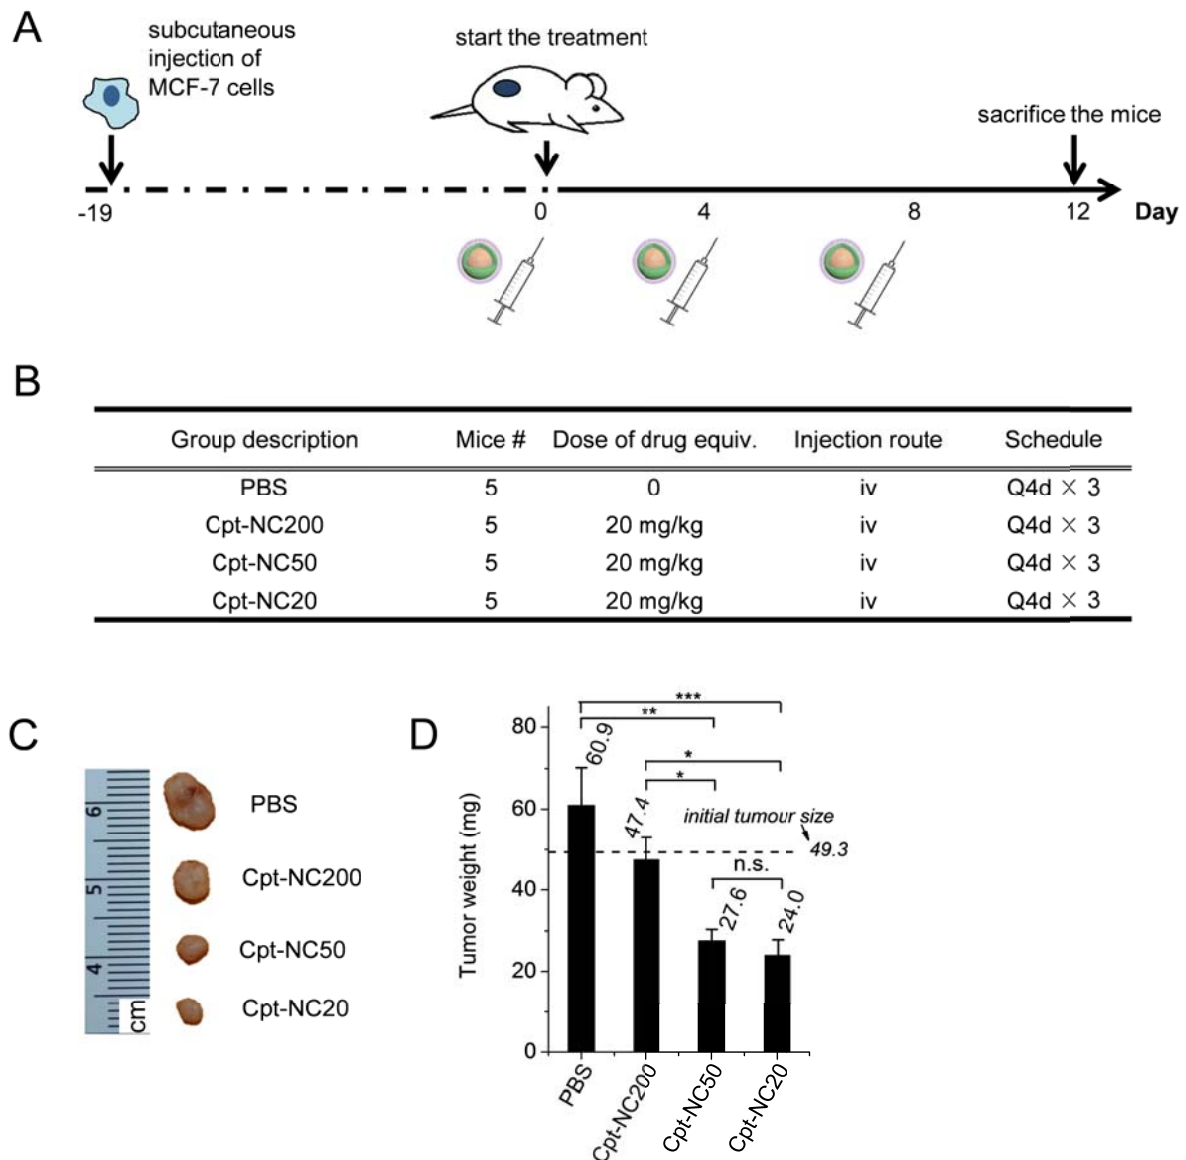 A
subcutaneous
injection of
MCF-7 cells
start the treatment
sacrifice the mice
-19 0 4 8 12 Day
B
Group description Mice # Dose of drug equiv. Injection route Schedule
PBS 5 0 iv Q4d × 3
Cpt-NC200 5 20 mg/kg iv Q4d × 3
Cpt-NC50 5 20 mg/kg iv Q4d × 3
Cpt-NC20 5 20 mg/kg iv Q4d × 3
C
6
5
4
cm
PBS
Cpt-NC200
Cpt-NC50
Cpt-NC20
D
Tumor weight (mg)
80
60
40
20
0
***
**
*
*
n.s.
60.9
47.4
27.6
24.0
initial tumour size
49.3
PBS
Cpt-NC200
Cpt-NC50
Cpt-NC20